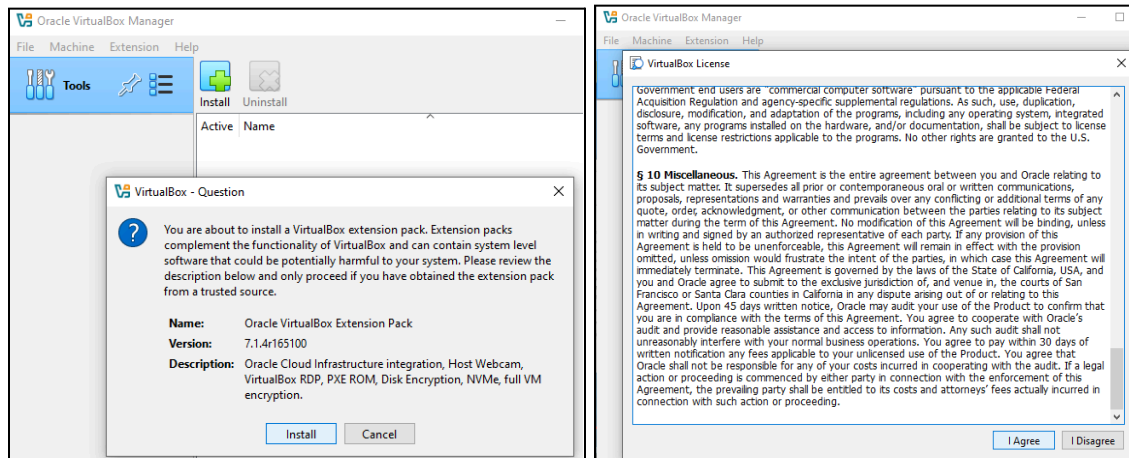 Oracle VirtualBox Manager
File Machine Extension Help
Tools
Install Uninstall
Active Name
VirtualBox - Question
You are about to install a VirtualBox extension pack. Extension packs
complement the functionality of VirtualBox and can contain system level
software that could be potentially harmful to your system. Please review the
description below and only proceed if you have obtained the extension pack
from a trusted source.
Name: Oracle VirtualBox Extension Pack
Version: 7.1.4r165100
Description: Oracle Cloud Infrastructure integration, Host Webcam,
VirtualBox RDP, PXE ROM, Disk Encryption, NVMe, full VM
encryption.
Install Cancel
Oracle VirtualBox Manager
File Machine Extension Help
VirtualBox License
Government end users are "commercial computer software" pursuant to the applicable Federal
Acquisition Regulation and agency-specific supplemental regulations. As such, use, duplication,
disclosure, modification, and adaptation of the programs, including any operating system, integrated
software, any programs installed on the hardware, and/or documentation, shall be subject to license
terms and license restrictions applicable to the programs. No other rights are granted to the U.S.
Government.
§ 10 Miscellaneous. This Agreement is the entire agreement between you and Oracle relating to
its subject matter. It supersedes all prior or contemporaneous oral or written communications,
proposals, representations and warranties and prevails over any conflicting or additional terms of any
quote, order, acknowledgment, or other communication between the parties relating to its subject
matter during the term of this Agreement. No modification of this Agreement will be binding, unless
in writing and signed by an authorized representative of each party. If any provision of this
Agreement is held to be unenforceable, this Agreement will remain in effect with the provision
omitted, unless omission would frustrate the intent of the parties, in which case this Agreement will
immediately terminate. This Agreement is governed by the laws of the State of California, USA, and
you and Oracle agree to submit to the exclusive jurisdiction of, and venue in, the courts of San
Francisco or Santa Clara counties in California in any dispute arising out of or relating to this
Agreement. Upon 45 days written notice, Oracle may audit your use of the Product to confirm that
you are in compliance with the terms of this Agreement. You agree to cooperate with Oracle's
audit and provide reasonable assistance and access to information. Any such audit shall not
unreasonably interfere with your normal business operations. You agree to pay within 30 days of
written notification any fees applicable to your unlicensed use of the Product. You agree that
Oracle shall not be responsible for any of your costs incurred in cooperating with the audit. If a legal
action or proceeding is commenced by either party in connection with the enforcement of this
Agreement, the prevailing party shall be entitled to its costs and attorneys' fees actually incurred in
connection with such action or proceeding.
I Agree I Disagree